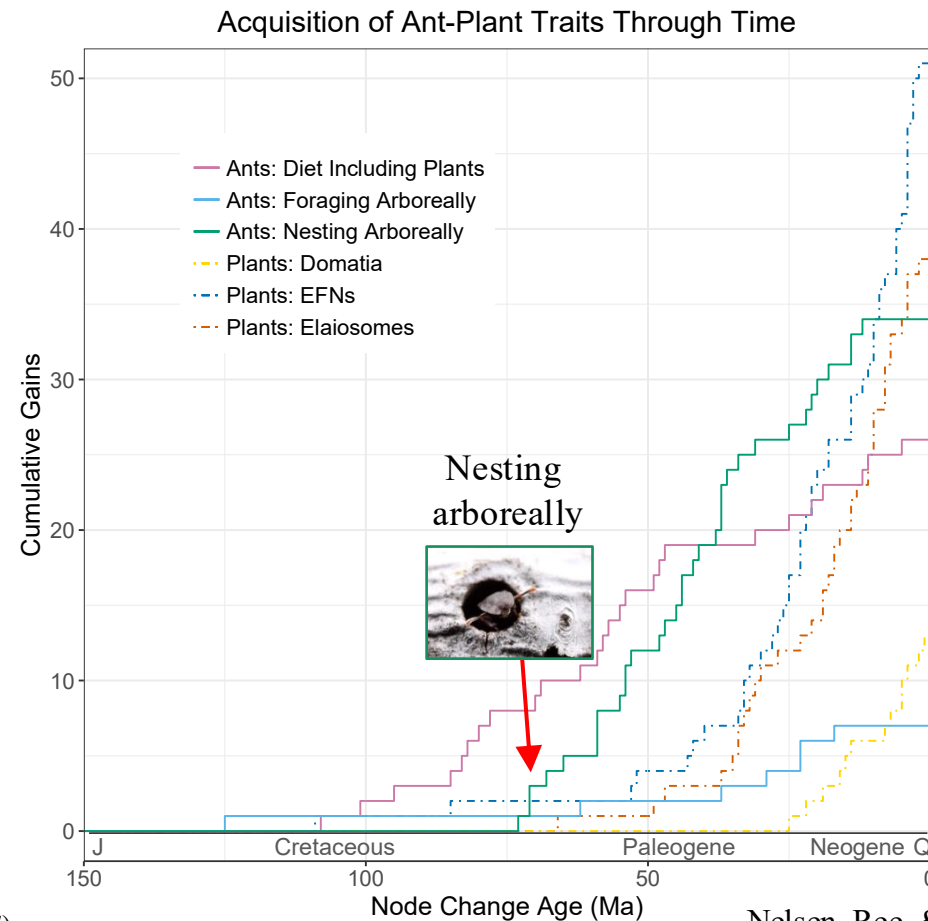 Acquisition of Ant-Plant Traits Through Time
50
40
30
20
10
0
Cumulative Gains
Ants: Diet Including Plants
Ants: Foraging Arboreally
Ants: Nesting Arboreally
Plants: Domatia
Plants: EFNs
Plants: Elaiosomes
Nesting
arboreally
J Cretaceous Paleogene Neogene Q
150 100 50 0
Node Change Age (Ma)